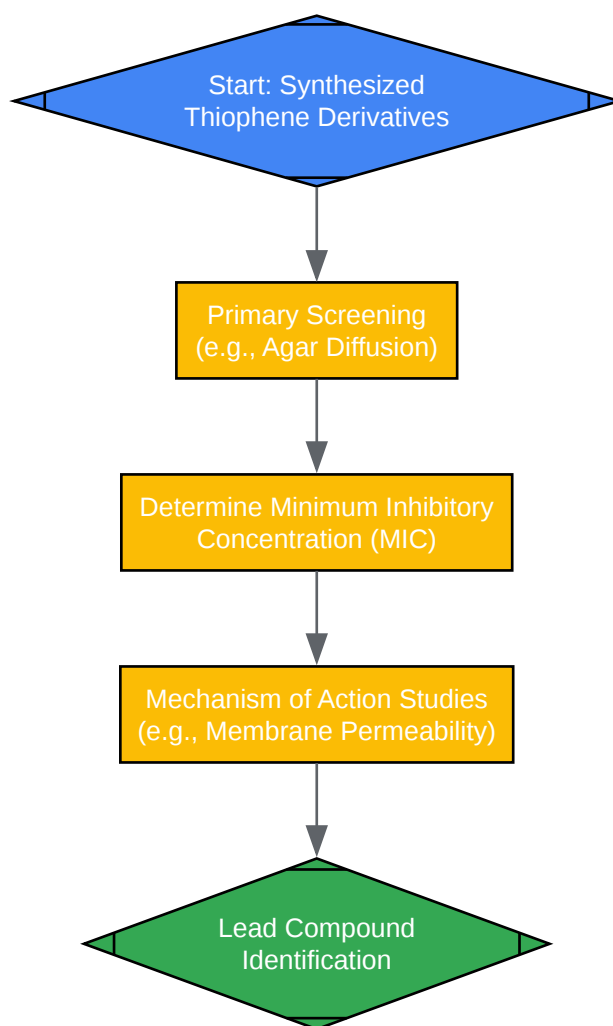 Start: Synthesized
Thiophene Derivatives
Primary Screening
(e.g., Agar Diffusion)
Determine Minimum Inhibitory
Concentration (MIC)
Mechanism of Action Studies
(e.g., Membrane Permeability)
Lead Compound
Identification